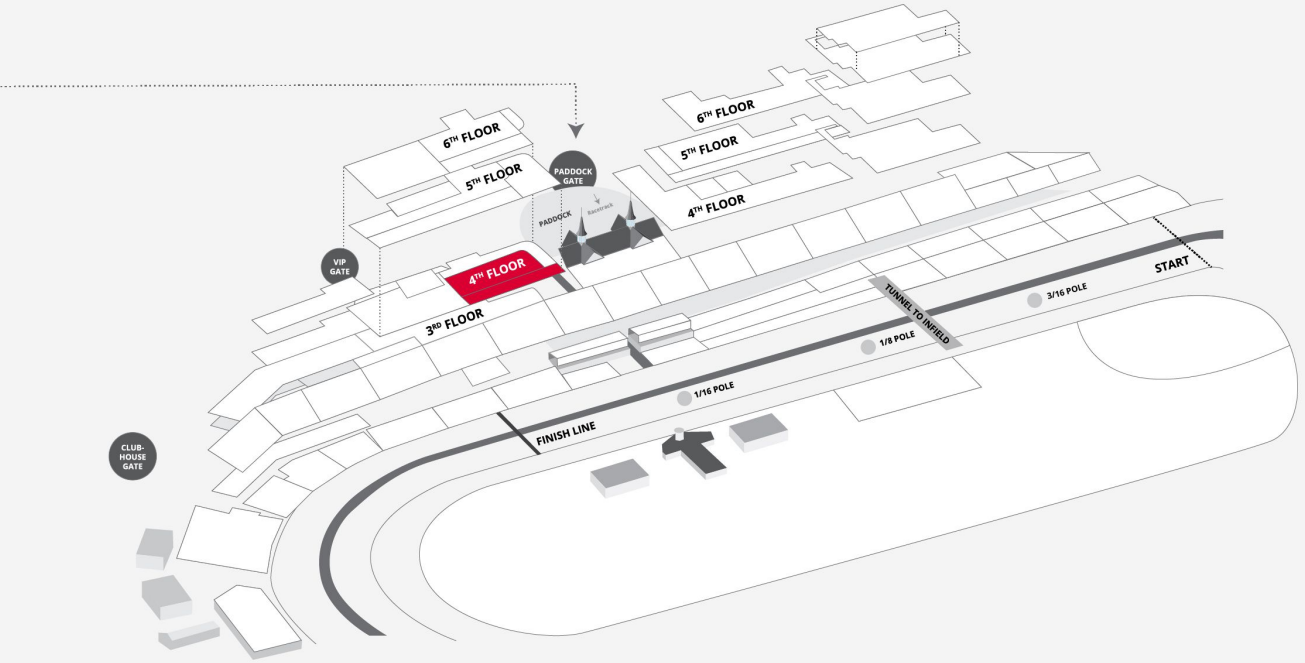 6TH FLOOR
5TH FLOOR
PADDOCK
GATE
PADDOCK
Racetrack
6TH FLOOR
5TH FLOOR
4TH FLOOR
VIP
GATE
4TH FLOOR
3RD FLOOR
START
3/16 POLE
TUNNEL TO INFIELD
1/8 POLE
1/16 POLE
FINISH LINE
CLUB-
HOUSE
GATE